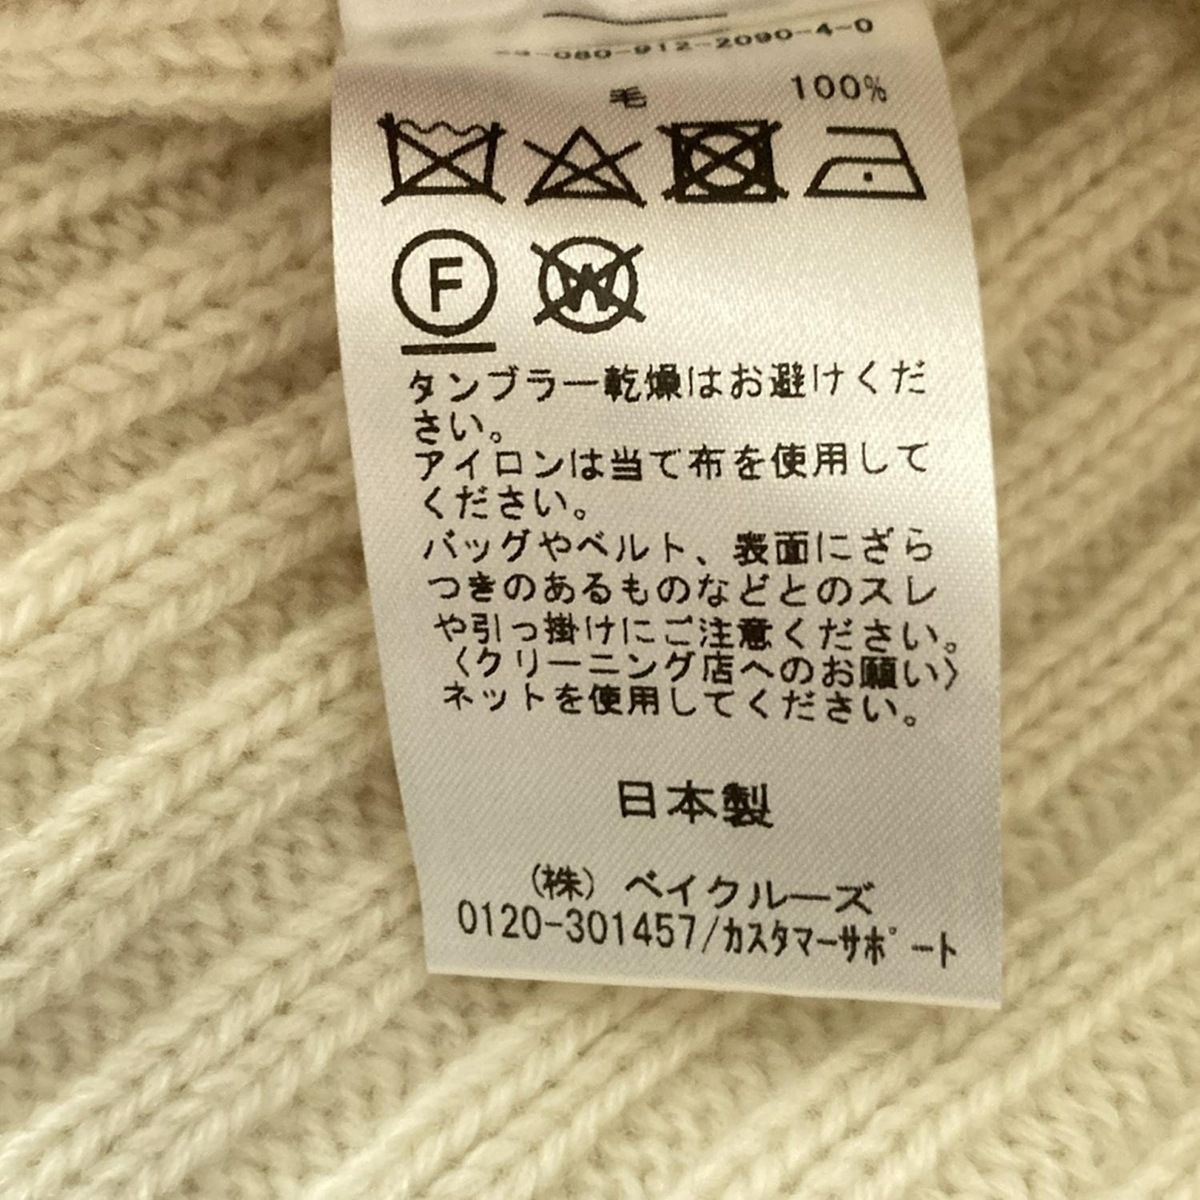 080-912-2090-4-0
毛 100%
F W
タンブラー乾燥はお避けくだ
さい。
アイロンは当て布を使用して
ください。
バッグやベルト、表面にざら
つきのあるものなどとのスレ
や引っ掛けにご注意ください。
〈クリーニング店へのお願い〉
ネットを使用してください。
日本製
(株) ベイクルーズ
0120-301457/ｶｽﾀﾏｰｻﾎﾟｰﾄ